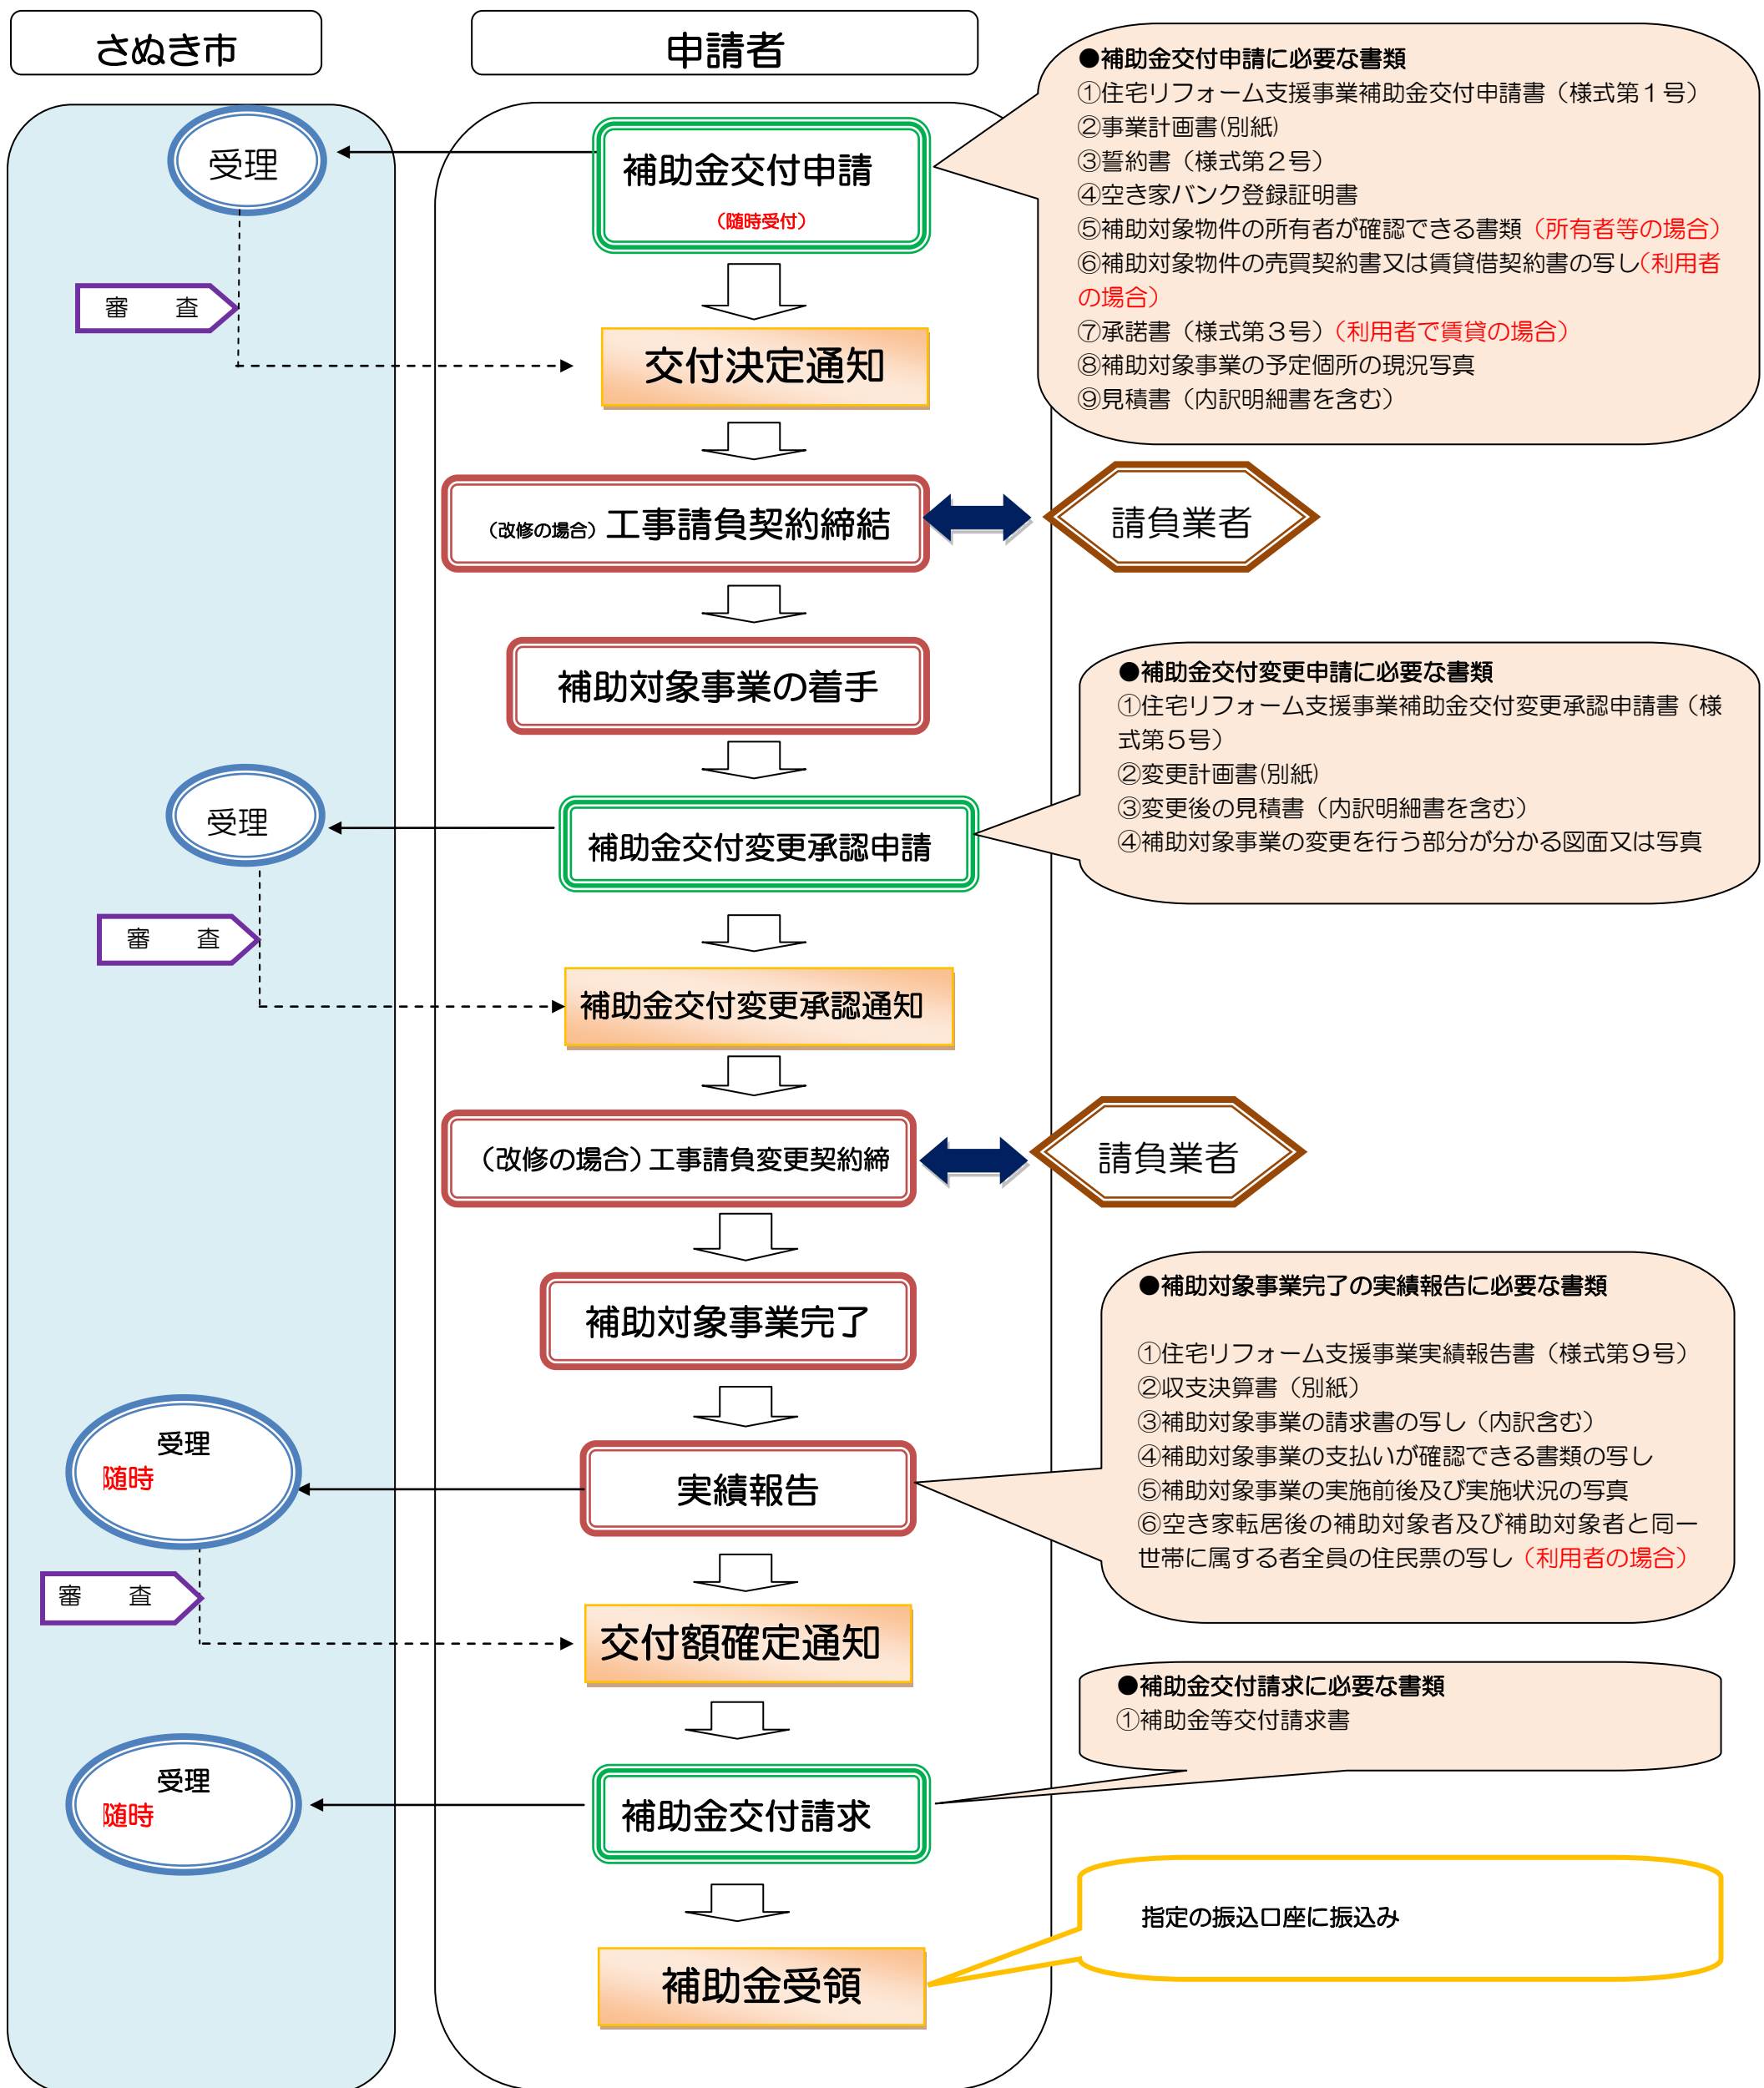 さぬき市
申請者
●補助金交付申請に必要な書類
①住宅リフォーム支援事業補助金交付申請書（様式第１号）
②事業計画書(別紙)
③誓約書（様式第２号）
④空き家バンク登録証明書
⑤補助対象物件の所有者が確認できる書類（所有者等の場合）
⑥補助対象物件の売買契約書又は賃貸借契約書の写し（利用者
の場合）
⑦承諾書（様式第３号）（利用者で賃貸の場合）
⑧補助対象事業の予定個所の現況写真
⑨見積書（内訳明細書を含む）
受理
補助金交付申請
（随時受付）
審　　査
交付決定通知
（改修の場合）工事請負契約締結
請負業者
補助対象事業の着手
●補助金交付変更申請に必要な書類
①住宅リフォーム支援事業補助金交付変更承認申請書（様
式第５号）
②変更計画書(別紙)
③変更後の見積書（内訳明細書を含む）
④補助対象事業の変更を行う部分が分かる図面又は写真
受理
補助金交付変更承認申請
審　　査
補助金交付変更承認通知
（改修の場合）工事請負変更契約締
請負業者
補助対象事業完了
●補助対象事業完了の実績報告に必要な書類
①住宅リフォーム支援事業実績報告書（様式第９号）
②収支決算書（別紙）
③補助対象事業の請求書の写し（内訳含む）
④補助対象事業の支払いが確認できる書類の写し
⑤補助対象事業の実施前後及び実施状況の写真
⑥空き家転居後の補助対象者及び補助対象者と同一
世帯に属する者全員の住民票の写し（利用者の場合）
受理
随時
実績報告
審　　査
交付額確定通知
●補助金交付請求に必要な書類
①補助金等交付請求書
受理
随時
補助金交付請求
指定の振込口座に振込み
補助金受領